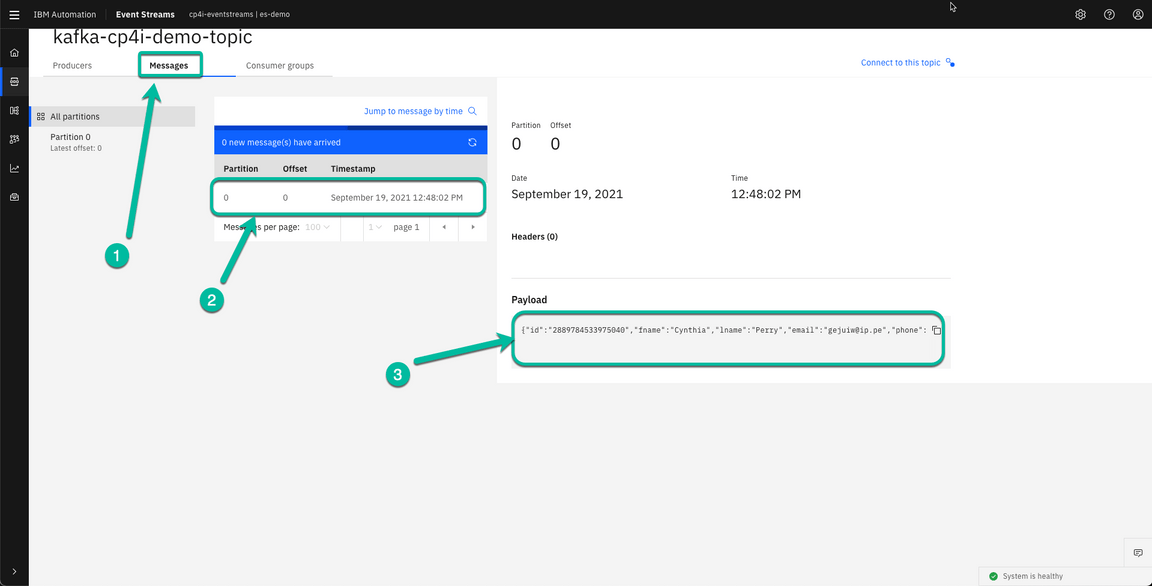 IBM Automation Event Streams cp4i-eventstreams | es-demo
kafka-cp4i-demo-topic
Producers Messages Consumer groups
Connect to this topic
All partitions
Partition 0
Latest offset: 0
Jump to message by time
0 new message(s) have arrived
Partition Offset Timestamp
0 0 September 19, 2021 12:48:02 PM
Messages per page: 100 1 page 1
1
2
Partition Offset
0 0
Date Time
September 19, 2021 12:48:02 PM
Headers (0)
Payload
{"id":"2889784533975040","fname":"Cynthia","lname":"Perry","email":"gejuiw@ip.pe","phone":
3
System is healthy